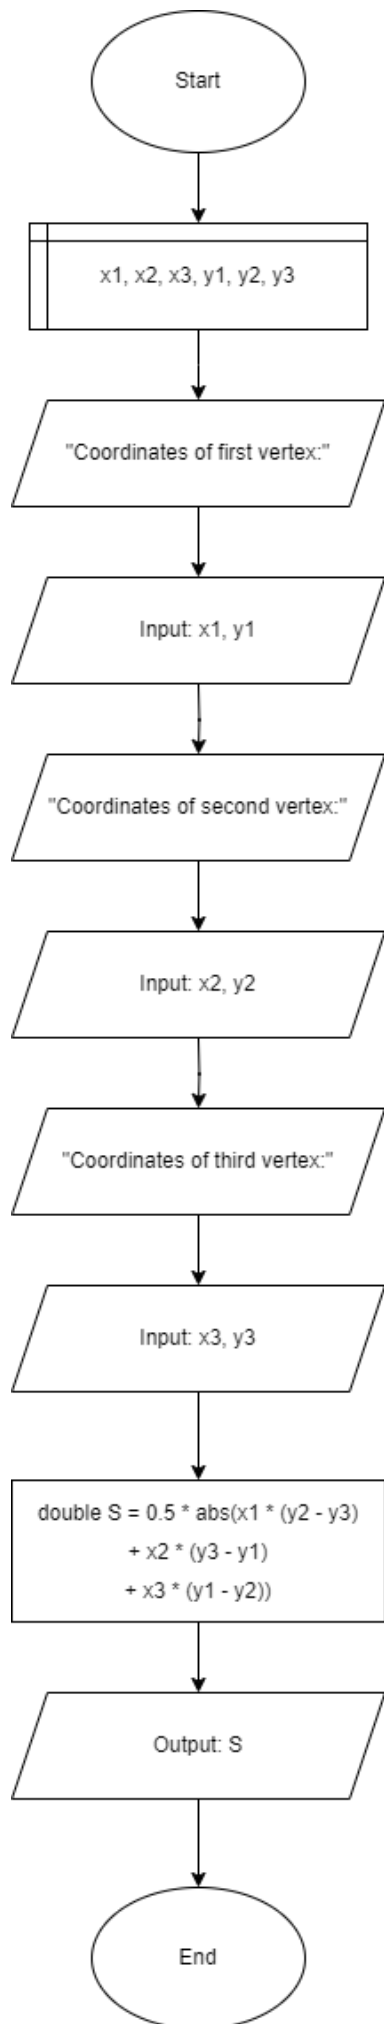 Start
x1, x2, x3, y1, y2, y3
"Coordinates of first vertex:"
Input: x1, y1
"Coordinates of second vertex:"
Input: x2, y2
"Coordinates of third vertex:"
Input: x3, y3
double S = 0.5 * abs(x1 * (y2 - y3)
+ x2 * (y3 - y1)
+ x3 * (y1 - y2))
Output: S
End